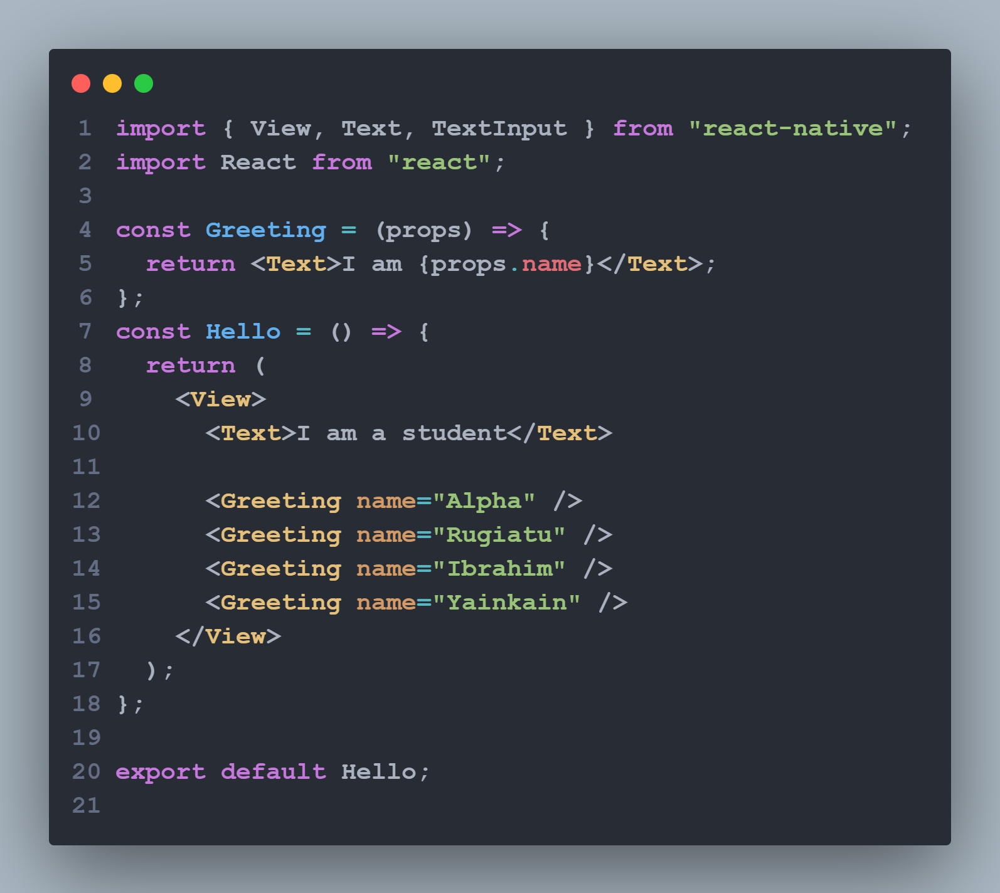 1 import { View, Text, TextInput } from "react-native";
2 import React from "react";
3
4 const Greeting = (props) => {
5   return <Text>I am {props.name}</Text>;
6 };
7 const Hello = () => {
8   return (
9     <View>
10       <Text>I am a student</Text>
11
12       <Greeting name="Alpha" />
13       <Greeting name="Rugiatu" />
14       <Greeting name="Ibrahim" />
15       <Greeting name="Yainkain" />
16     </View>
17   );
18 };
19
20 export default Hello;
21